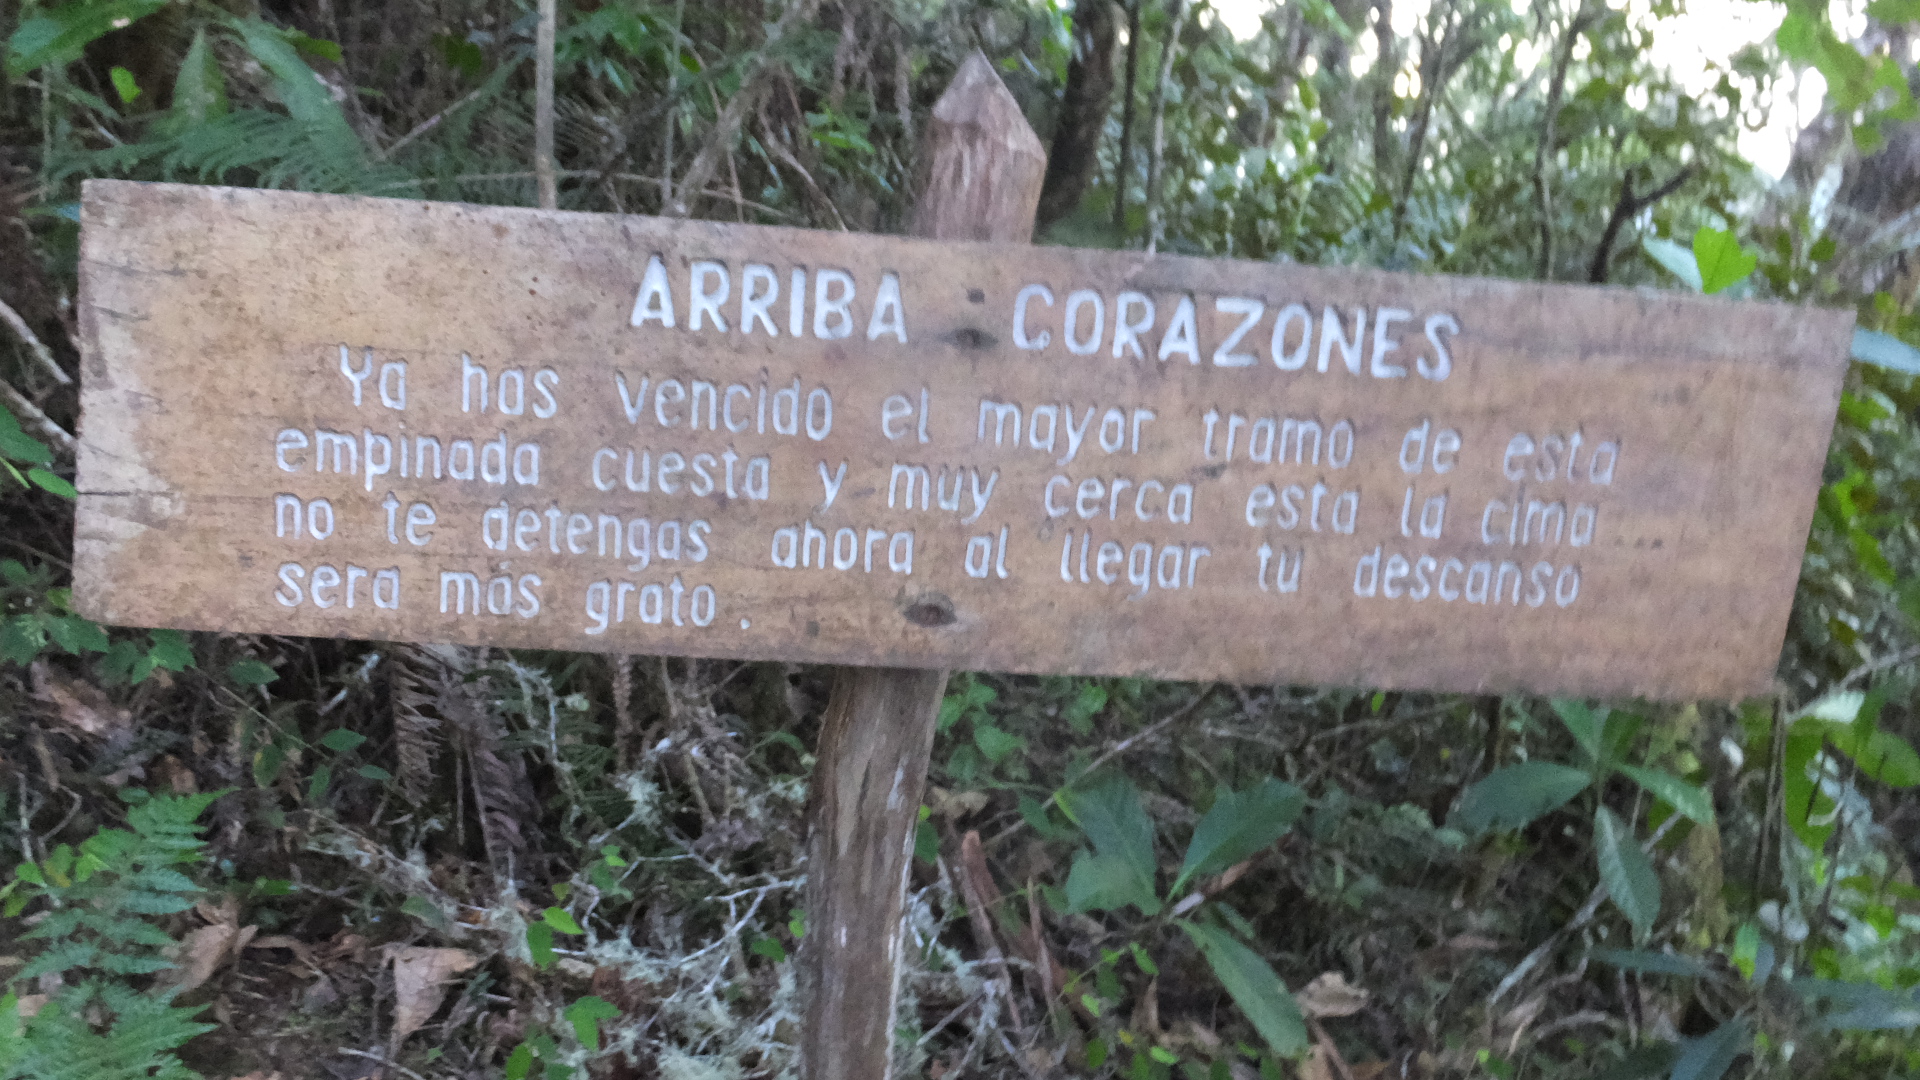 ARRIBA CORAZONES
Ya has vencido el mayor tramo de esta
empinada cuesta y muy cerca esta la cima
no te detengas ahora al llegar tu descanso
sera más grato.